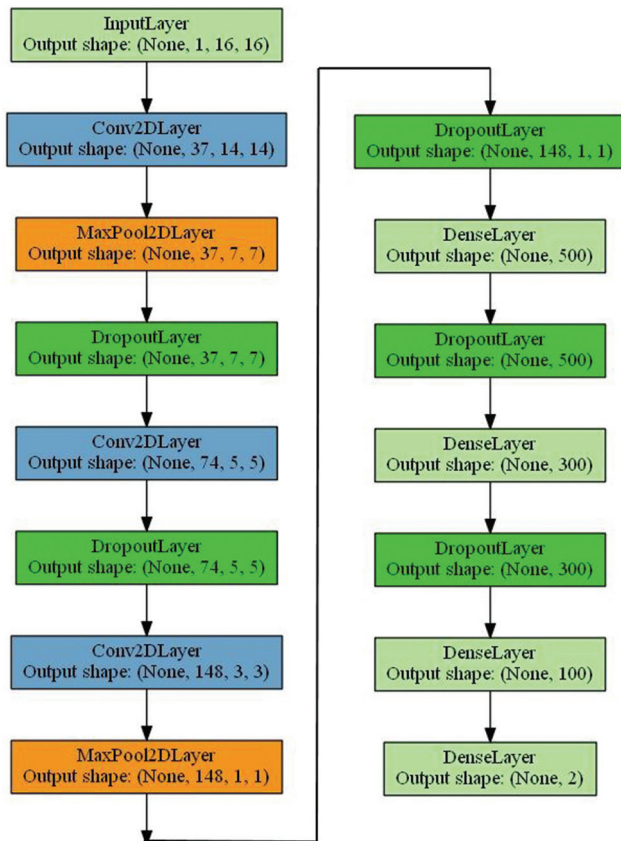 InputLayer
Output shape: (None, 1, 16, 16)
Conv2DLayer
Output shape: (None, 37, 14, 14)
MaxPool2DLayer
Output shape: (None, 37, 7, 7)
DropoutLayer
Output shape: (None, 37, 7, 7)
Conv2DLayer
Output shape: (None, 74, 5, 5)
DropoutLayer
Output shape: (None, 74, 5, 5)
Conv2DLayer
Output shape: (None, 148, 3, 3)
MaxPool2DLayer
Output shape: (None, 148, 1, 1)
DropoutLayer
Output shape: (None, 148, 1, 1)
DenseLayer
Output shape: (None, 500)
DropoutLayer
Output shape: (None, 500)
DenseLayer
Output shape: (None, 300)
DropoutLayer
Output shape: (None, 300)
DenseLayer
Output shape: (None, 100)
DenseLayer
Output shape: (None, 2)